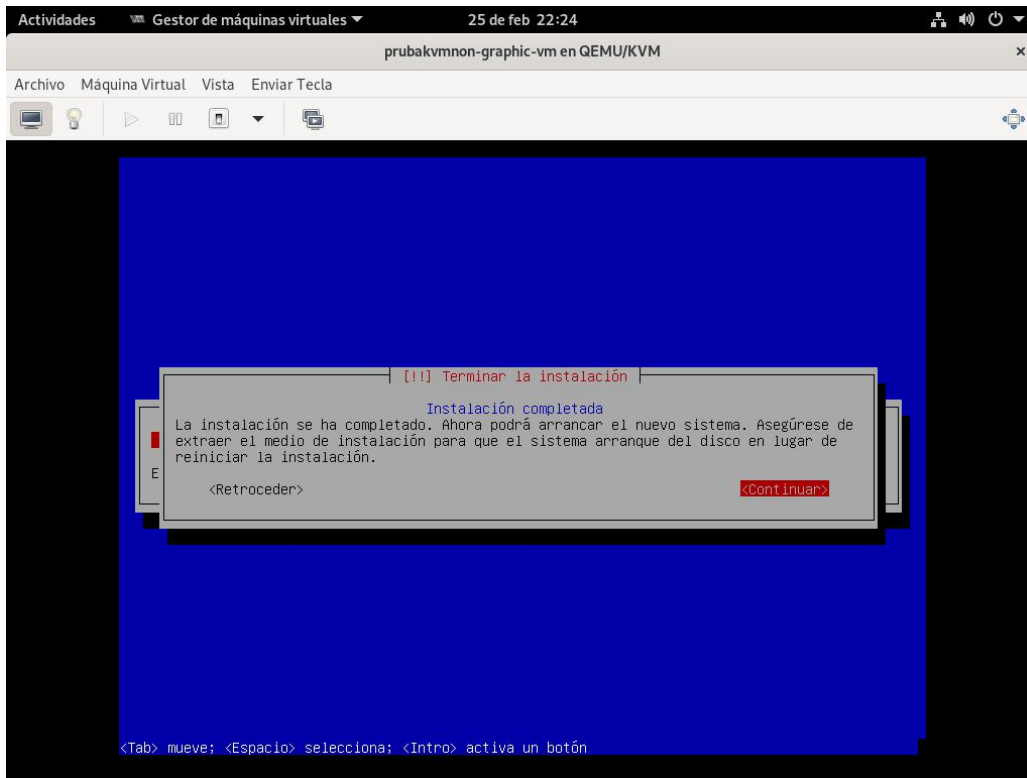 Actividades Gestor de máquinas virtuales 25 de feb 22:24
prubakvmnon-graphic-vm en QEMU/KVM
Archivo Máquina Virtual Vista Enviar Tecla
[!!] Terminar la instalación
Instalación completada
La instalación se ha completado. Ahora podrá arrancar el nuevo sistema. Asegúrese de
extraer el medio de instalación para que el sistema arranque del disco en lugar de
reiniciar la instalación.
E
<Retroceder> <Continuar>
<Tab> mueve; <Espacio> selecciona; <Intro> activa un botón